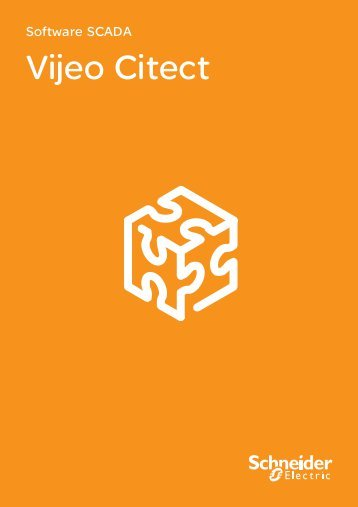 Software SCADA
Vijeo Citect
Schneider
Electric